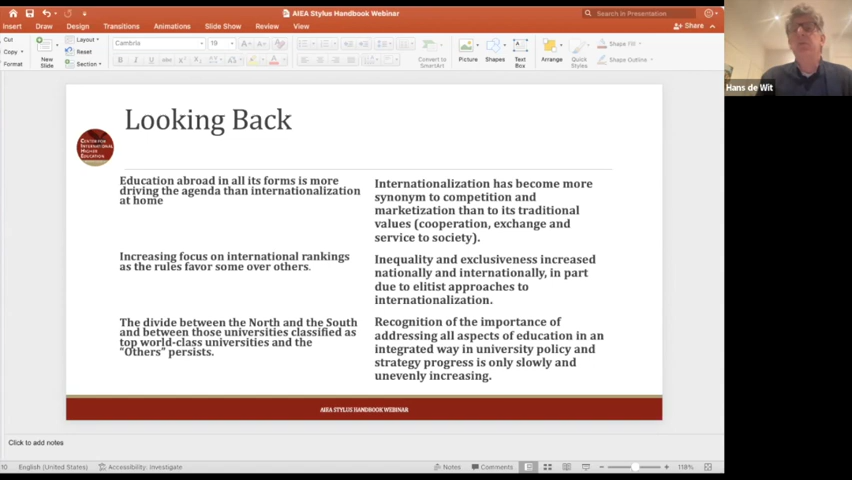 AIEA Stylus Handbook Webinar
Search in Presentation
Insert Draw Design Transitions Animations Slide Show Review View
Share
Cut
Copy
Format
New
Slide
Layout
Reset
Section
Cambria
19
Convert to
SmartArt
Picture
Shapes
Text
Box
Arrange
Quick
Styles
Shape Fill
Shape Outline
Hans de Wit
Looking Back
CENTER FOR
INTERNATIONAL
HIGHER
EDUCATION
Education abroad in all its forms is more
driving the agenda than internationalization
at home
Increasing focus on international rankings
as the rules favor some over others.
The divide between the North and the South
and between those universities classified as
top world-class universities and the
“Others” persists.
Internationalization has become more
synonym to competition and
marketization than to its traditional
values (cooperation, exchange and
service to society).
Inequality and exclusiveness increased
nationally and internationally, in part
due to elitist approaches to
internationalization.
Recognition of the importance of
addressing all aspects of education in an
integrated way in university policy and
strategy progress is only slowly and
unevenly increasing.
AIEA STYLUS HANDBOOK WEBINAR
Click to add notes
10 English (United States) Accessibility: Investigate
Notes
Comments
118%